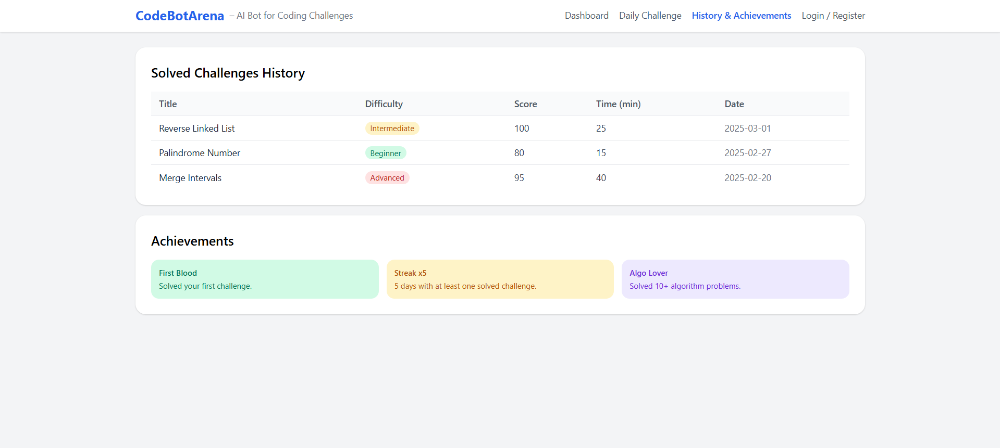 CodeBotArena – AI Bot for Coding Challenges Dashboard Daily Challenge History & Achievements Login / Register
Solved Challenges History
Title Difficulty Score Time (min) Date
Reverse Linked List Intermediate 100 25 2025-03-01
Palindrome Number Beginner 80 15 2025-02-27
Merge Intervals Advanced 95 40 2025-02-20
Achievements
First Blood
Solved your first challenge.
Streak x5
5 days with at least one solved challenge.
Algo Lover
Solved 10+ algorithm problems.